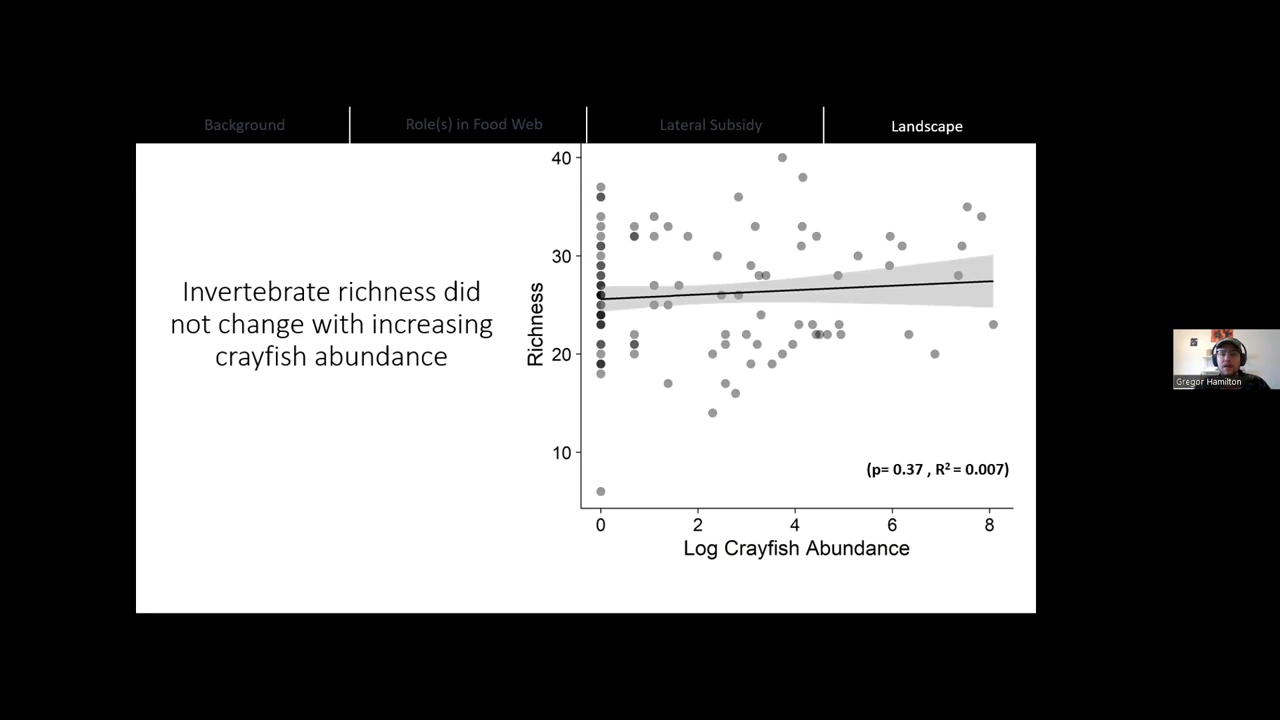 Background
Role(s) in Food Web
Lateral Subsidy
Landscape
Invertebrate richness did
not change with increasing
crayfish abundance
Richness
40
30
20
10
(p= 0.37 , R² = 0.007)
0 2 4 6 8
Log Crayfish Abundance
Gregor Hamilton